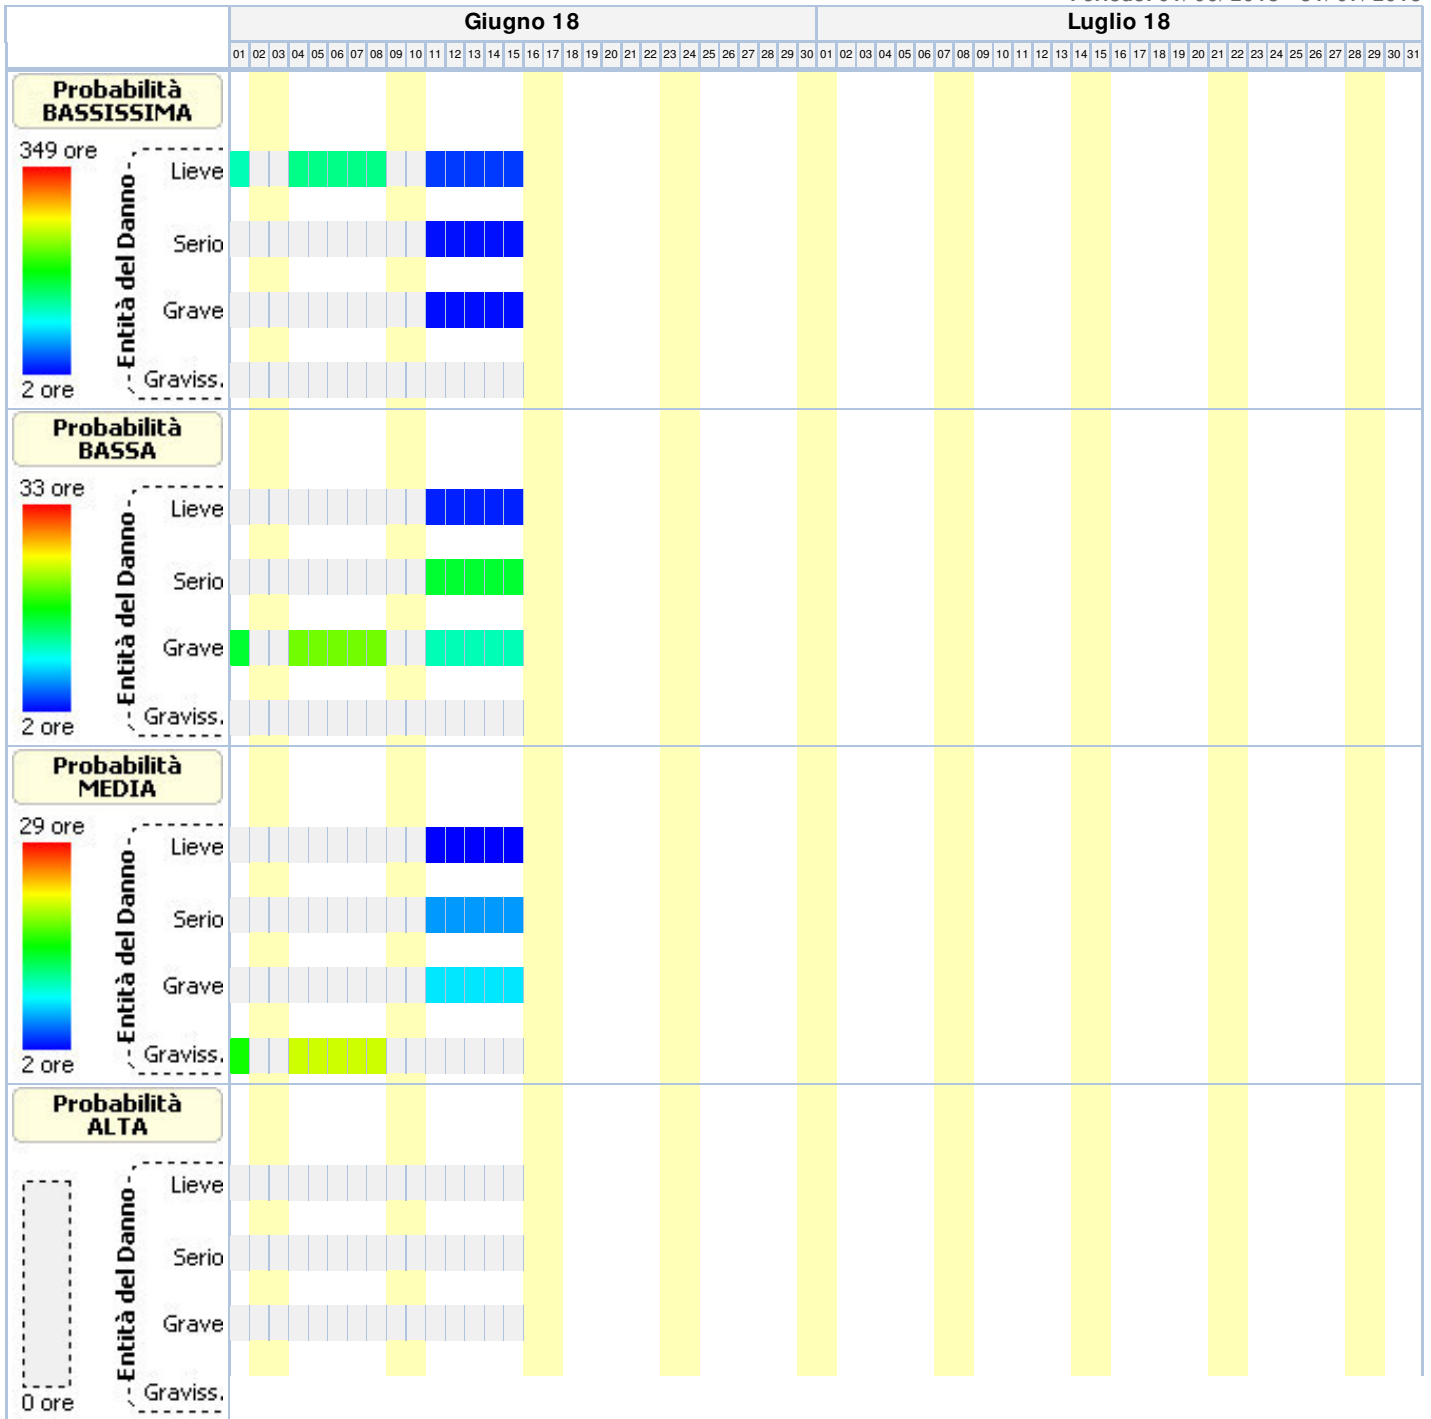 Giugno 18 Luglio 18
01 02 03 04 05 06 07 08 09 10 11 12 13 14 15 16 17 18 19 20 21 22 23 24 25 26 27 28 29 30 01 02 03 04 05 06 07 08 09 10 11 12 13 14 15 16 17 18 19 20 21 22 23 24 25 26 27 28 29 30 31
Probabilità
BASSISSIMA
349 ore
Entità del Danno
Lieve
Serio
Grave
Graviss.
2 ore
Probabilità
BASSA
33 ore
Entità del Danno
Lieve
Serio
Grave
Graviss.
2 ore
Probabilità
MEDIA
29 ore
Entità del Danno
Lieve
Serio
Grave
Graviss.
2 ore
Probabilità
ALTA
Entità del Danno
Lieve
Serio
Grave
Graviss.
0 ore